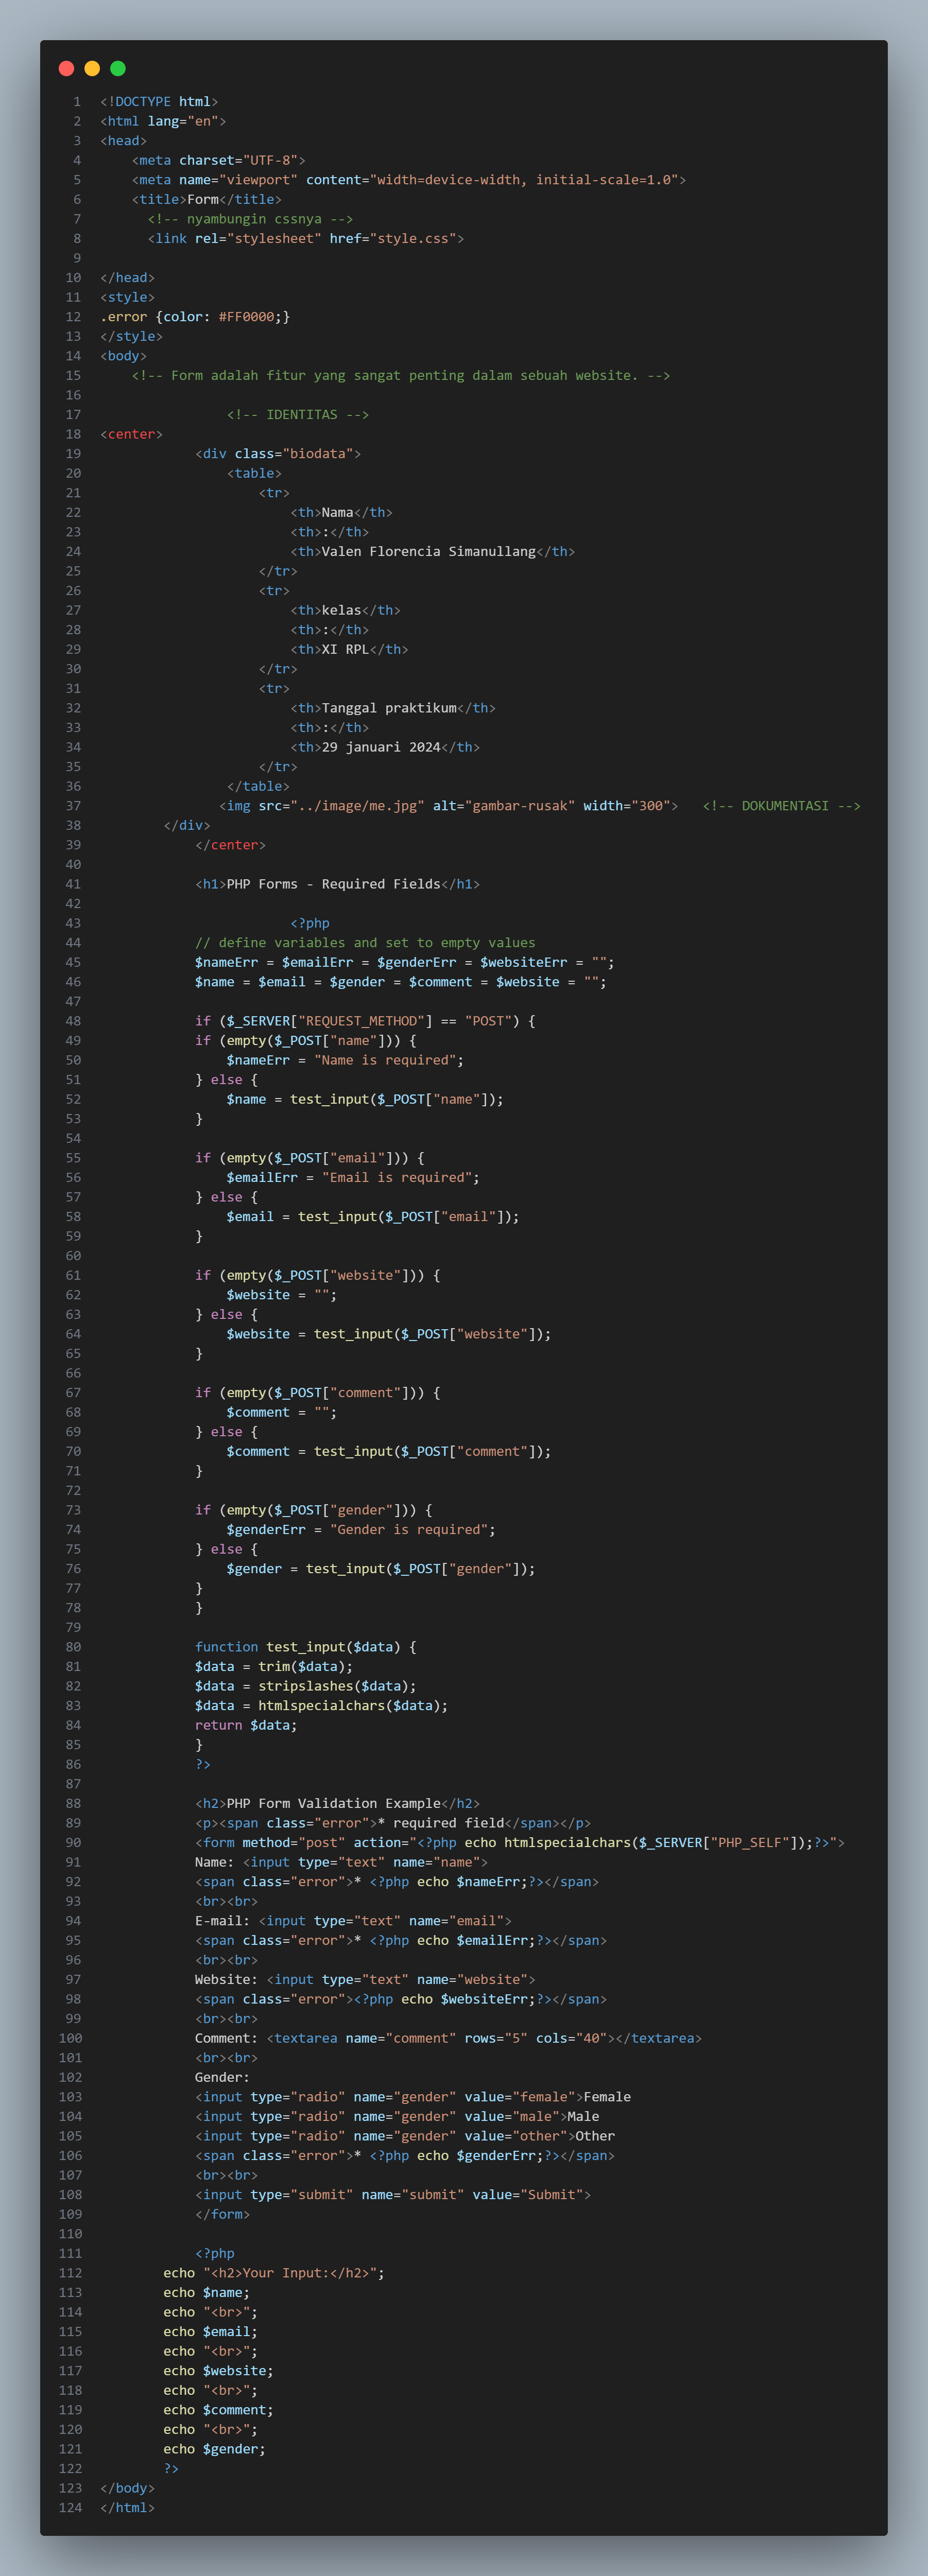 1 <!DOCTYPE html>
2 <html lang="en">
3 <head>
4     <meta charset="UTF-8">
5     <meta name="viewport" content="width=device-width, initial-scale=1.0">
6     <title>Form</title>
7       <!-- nyambungin cssnya -->
8       <link rel="stylesheet" href="style.css">
9
10 </head>
11 <style>
12 .error {color: #FF0000;}
13 </style>
14 <body>
15     <!-- Form adalah fitur yang sangat penting dalam sebuah website. -->
16
17                 <!-- IDENTITAS -->
18 <center>
19             <div class="biodata">
20                 <table>
21                     <tr>
22                         <th>Nama</th>
23                         <th>:</th>
24                         <th>Valen Florencia Simanullang</th>
25                     </tr>
26                     <tr>
27                         <th>kelas</th>
28                         <th>:</th>
29                         <th>XI RPL</th>
30                     </tr>
31                     <tr>
32                         <th>Tanggal praktikum</th>
33                         <th>:</th>
34                         <th>29 januari 2024</th>
35                     </tr>
36                 </table>
37                <img src="../image/me.jpg" alt="gambar-rusak" width="300">   <!-- DOKUMENTASI -->
38         </div>
39             </center>
40
41             <h1>PHP Forms - Required Fields</h1>
42
43                         <?php
44             // define variables and set to empty values
45             $nameErr = $emailErr = $genderErr = $websiteErr = "";
46             $name = $email = $gender = $comment = $website = "";
47
48             if ($_SERVER["REQUEST_METHOD"] == "POST") {
49             if (empty($_POST["name"])) {
50                 $nameErr = "Name is required";
51             } else {
52                 $name = test_input($_POST["name"]);
53             }
54
55             if (empty($_POST["email"])) {
56                 $emailErr = "Email is required";
57             } else {
58                 $email = test_input($_POST["email"]);
59             }
60
61             if (empty($_POST["website"])) {
62                 $website = "";
63             } else {
64                 $website = test_input($_POST["website"]);
65             }
66
67             if (empty($_POST["comment"])) {
68                 $comment = "";
69             } else {
70                 $comment = test_input($_POST["comment"]);
71             }
72
73             if (empty($_POST["gender"])) {
74                 $genderErr = "Gender is required";
75             } else {
76                 $gender = test_input($_POST["gender"]);
77             }
78             }
79
80             function test_input($data) {
81             $data = trim($data);
82             $data = stripslashes($data);
83             $data = htmlspecialchars($data);
84             return $data;
85             }
86             ?>
87
88             <h2>PHP Form Validation Example</h2>
89             <p><span class="error">* required field</span></p>
90             <form method="post" action="<?php echo htmlspecialchars($_SERVER["PHP_SELF"]);?>">
91             Name: <input type="text" name="name">
92             <span class="error">* <?php echo $nameErr;?></span>
93             <br><br>
94             E-mail: <input type="text" name="email">
95             <span class="error">* <?php echo $emailErr;?></span>
96             <br><br>
97             Website: <input type="text" name="website">
98             <span class="error"><?php echo $websiteErr;?></span>
99             <br><br>
100             Comment: <textarea name="comment" rows="5" cols="40"></textarea>
101             <br><br>
102             Gender:
103             <input type="radio" name="gender" value="female">Female
104             <input type="radio" name="gender" value="male">Male
105             <input type="radio" name="gender" value="other">Other
106             <span class="error">* <?php echo $genderErr;?></span>
107             <br><br>
108             <input type="submit" name="submit" value="Submit">
109             </form>
110
111             <?php
112         echo "<h2>Your Input:</h2>";
113         echo $name;
114         echo "<br>";
115         echo $email;
116         echo "<br>";
117         echo $website;
118         echo "<br>";
119         echo $comment;
120         echo "<br>";
121         echo $gender;
122         ?>
123 </body>
124 </html>